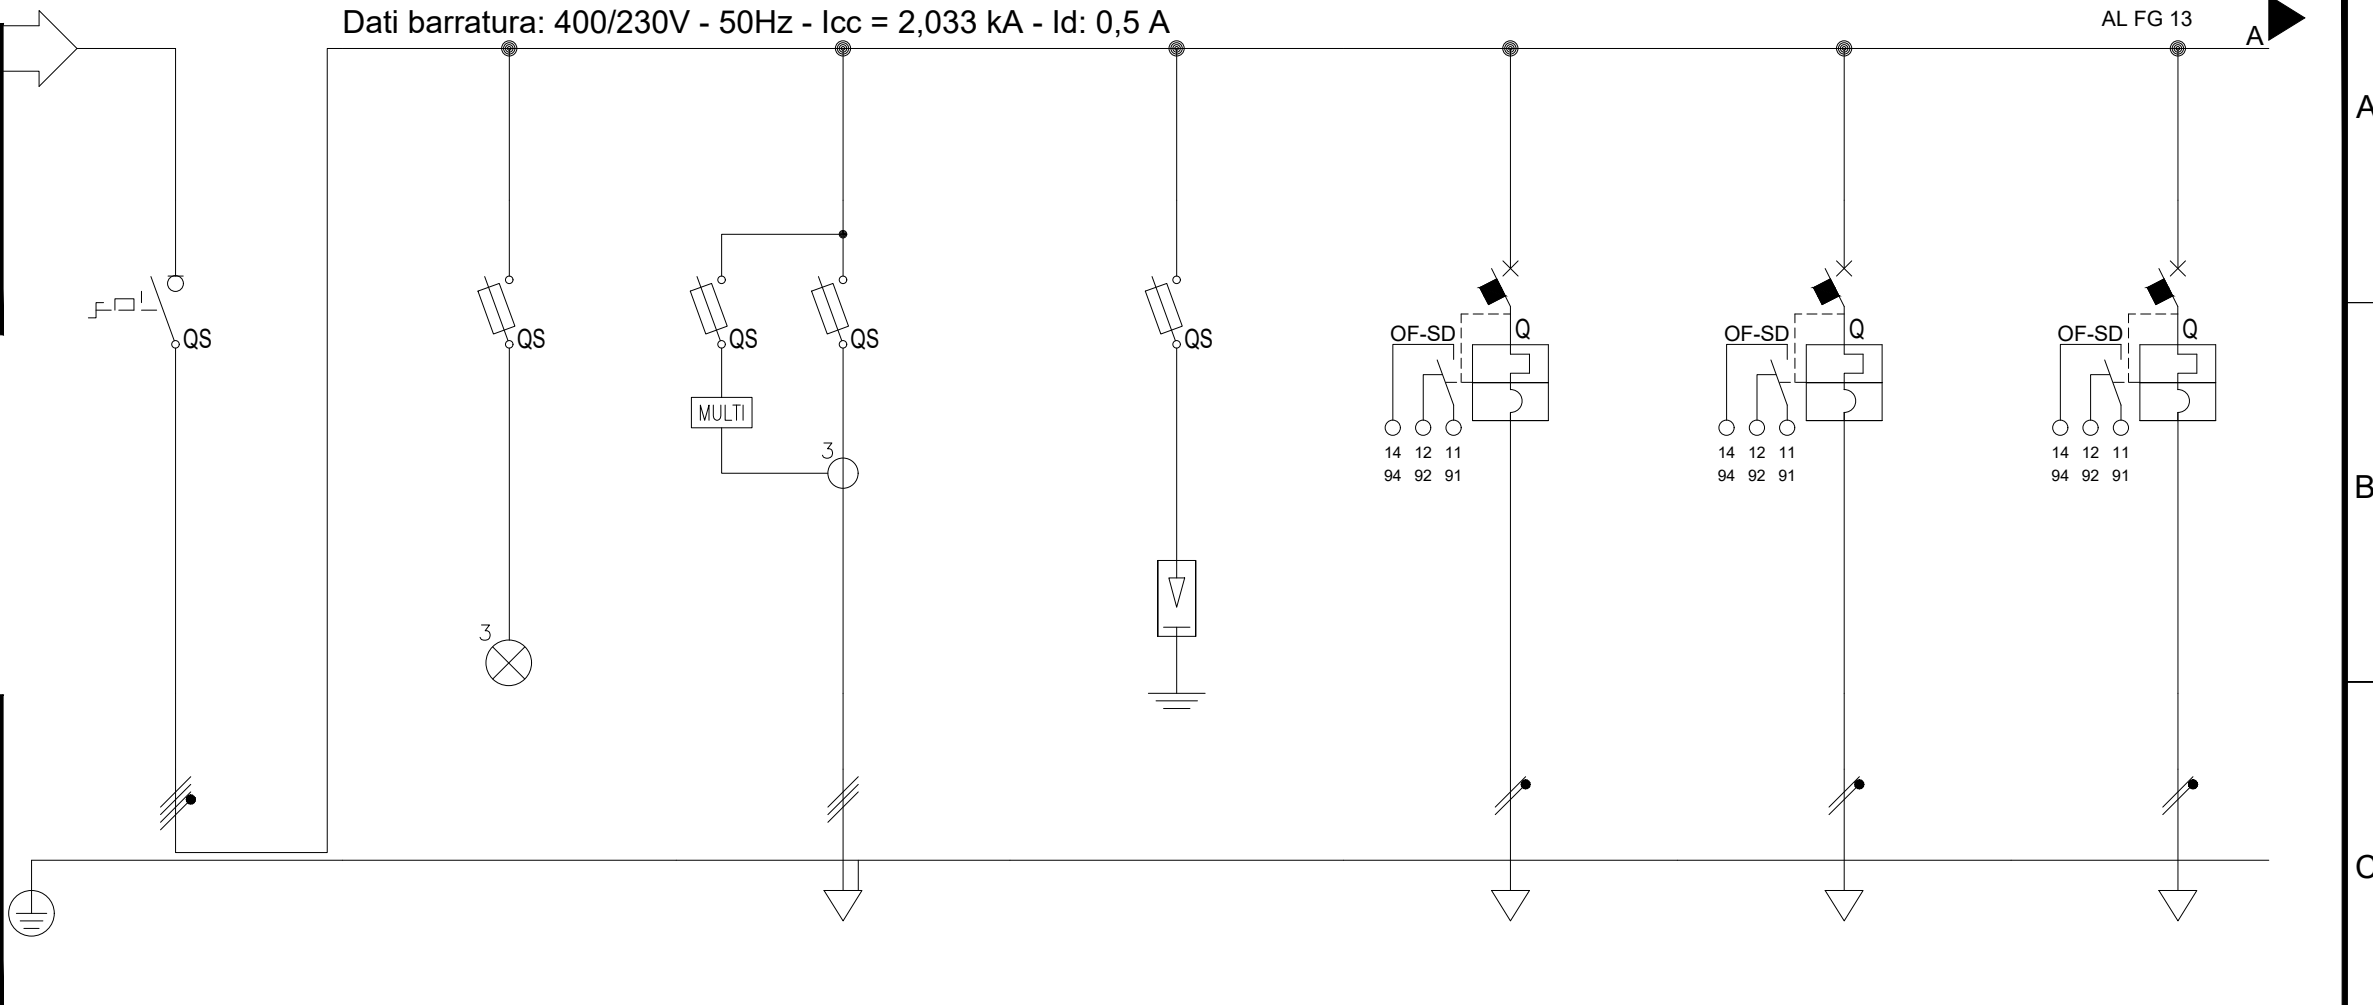 Dati barratura: 400/230V - 50Hz - Icc = 2,033 kA - Id: 0,5 A
AL FG 13
A
A
QS
QS
QS
QS
QS
OF-SD
Q
OF-SD
Q
OF-SD
Q
MULTI
3
14 12 11
94 92 91
14 12 11
94 92 91
14 12 11
94 92 91
B
3
C